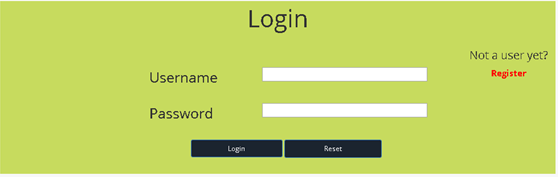 Login
Not a user yet?
Register
Username
Password
Login Reset